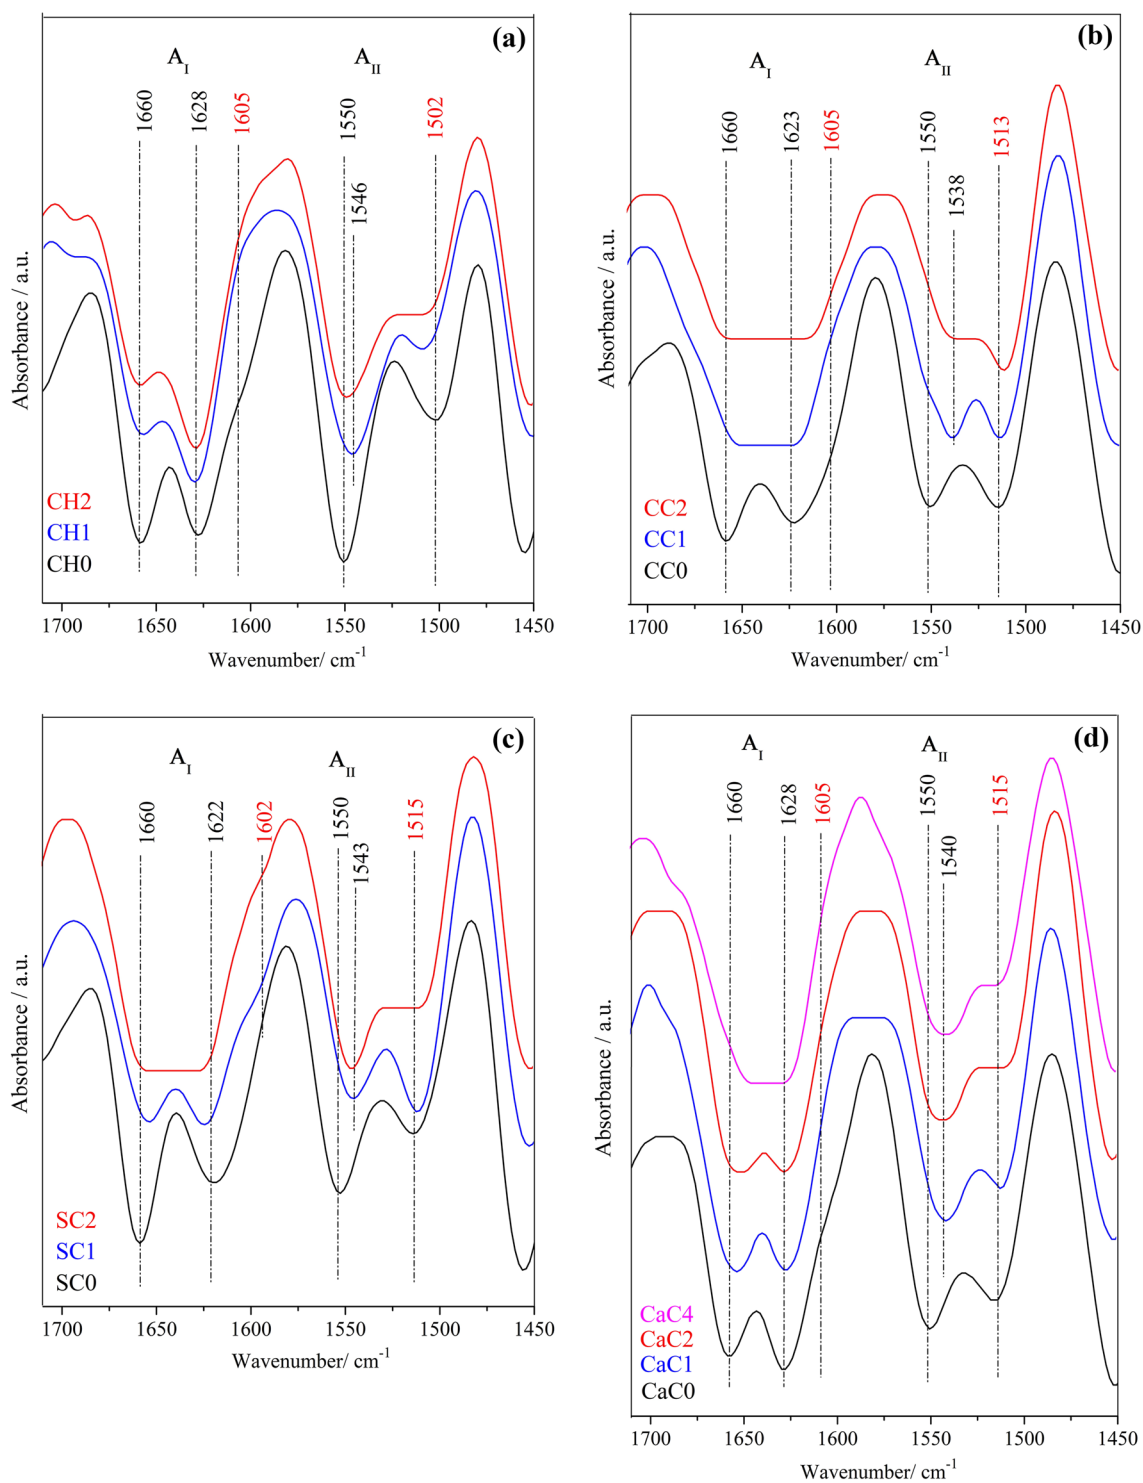 (a)
A_I A_II
1660 1628 1605 1550 1546 1502
Absorbance / a.u.
CH2
CH1
CH0
1700 1650 1600 1550 1500 1450
Wavenumber/ cm⁻¹
(b)
A_I A_II
1660 1623 1605 1550 1538 1513
Absorbance / a.u.
CC2
CC1
CC0
1700 1650 1600 1550 1500 1450
Wavenumber/ cm⁻¹
(c)
A_I A_II
1660 1622 1602 1550 1543 1515
Absorbance / a.u.
SC2
SC1
SC0
1700 1650 1600 1550 1500 1450
Wavenumber/ cm⁻¹
(d)
A_I A_II
1660 1628 1605 1550 1540 1515
Absorbance / a.u.
CaC4
CaC2
CaC1
CaC0
1700 1650 1600 1550 1500 1450
Wavenumber/ cm⁻¹